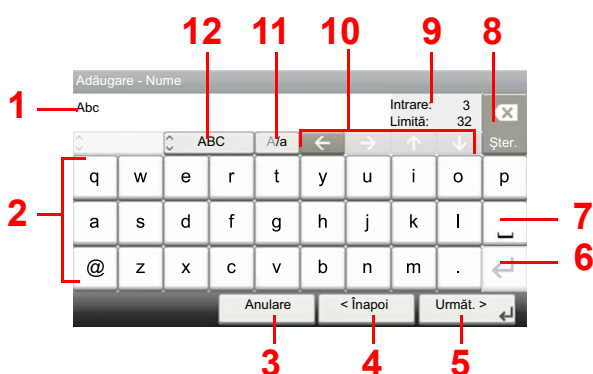 12 11 10 9 8
Adăugare - Nume
1 Abc Intrare: 3
Limită: 32
ABC A/a Șter.
q w e r t y u i o p
2 a s d f g h j k l 7
@ z x c v b n m . 6
Anulare < Înapoi Următ. >
3 4 5